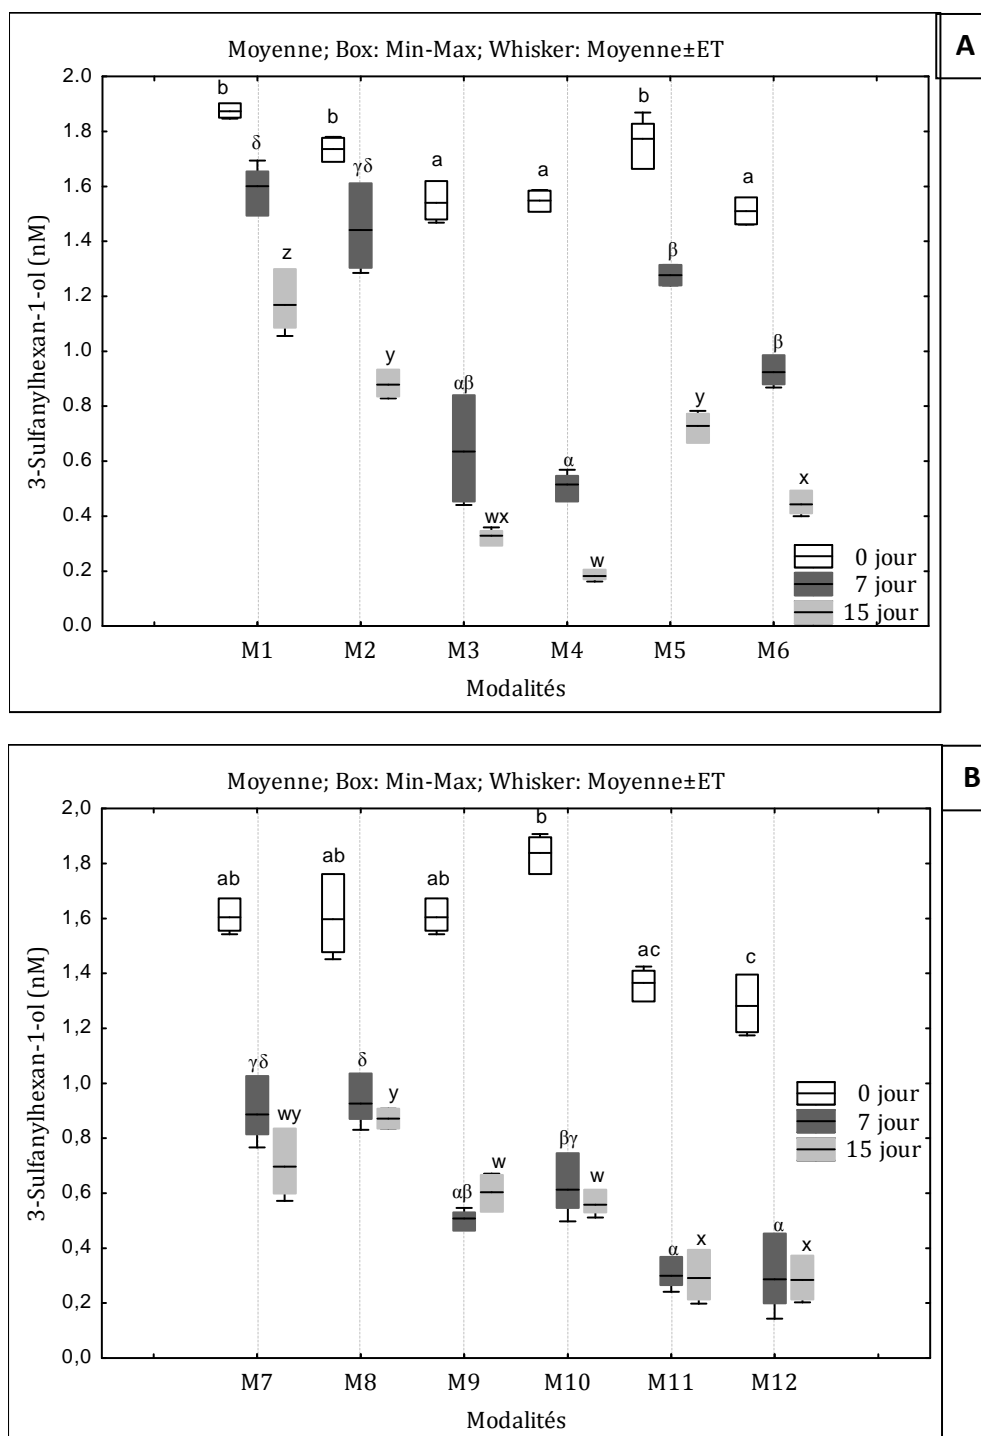 A
Moyenne; Box: Min-Max; Whisker: Moyenne±ET
3-Sulfanylhexan-1-ol (nM)
2.0
1.8
1.6
1.4
1.2
1.0
0.8
0.6
0.4
0.2
0.0
b
δ
z
b
γδ
y
a
αβ
wx
a
α
w
b
β
y
a
β
x
0 jour
7 jour
15 jour
M1 M2 M3 M4 M5 M6
Modalités
B
Moyenne; Box: Min-Max; Whisker: Moyenne±ET
3-Sulfanylhexan-1-ol (nM)
2,0
1,8
1,6
1,4
1,2
1,0
0,8
0,6
0,4
0,2
0,0
ab
γδ
wy
ab
δ
y
ab
αβ
w
b
βγ
w
ac
α
x
c
α
x
0 jour
7 jour
15 jour
M7 M8 M9 M10 M11 M12
Modalités